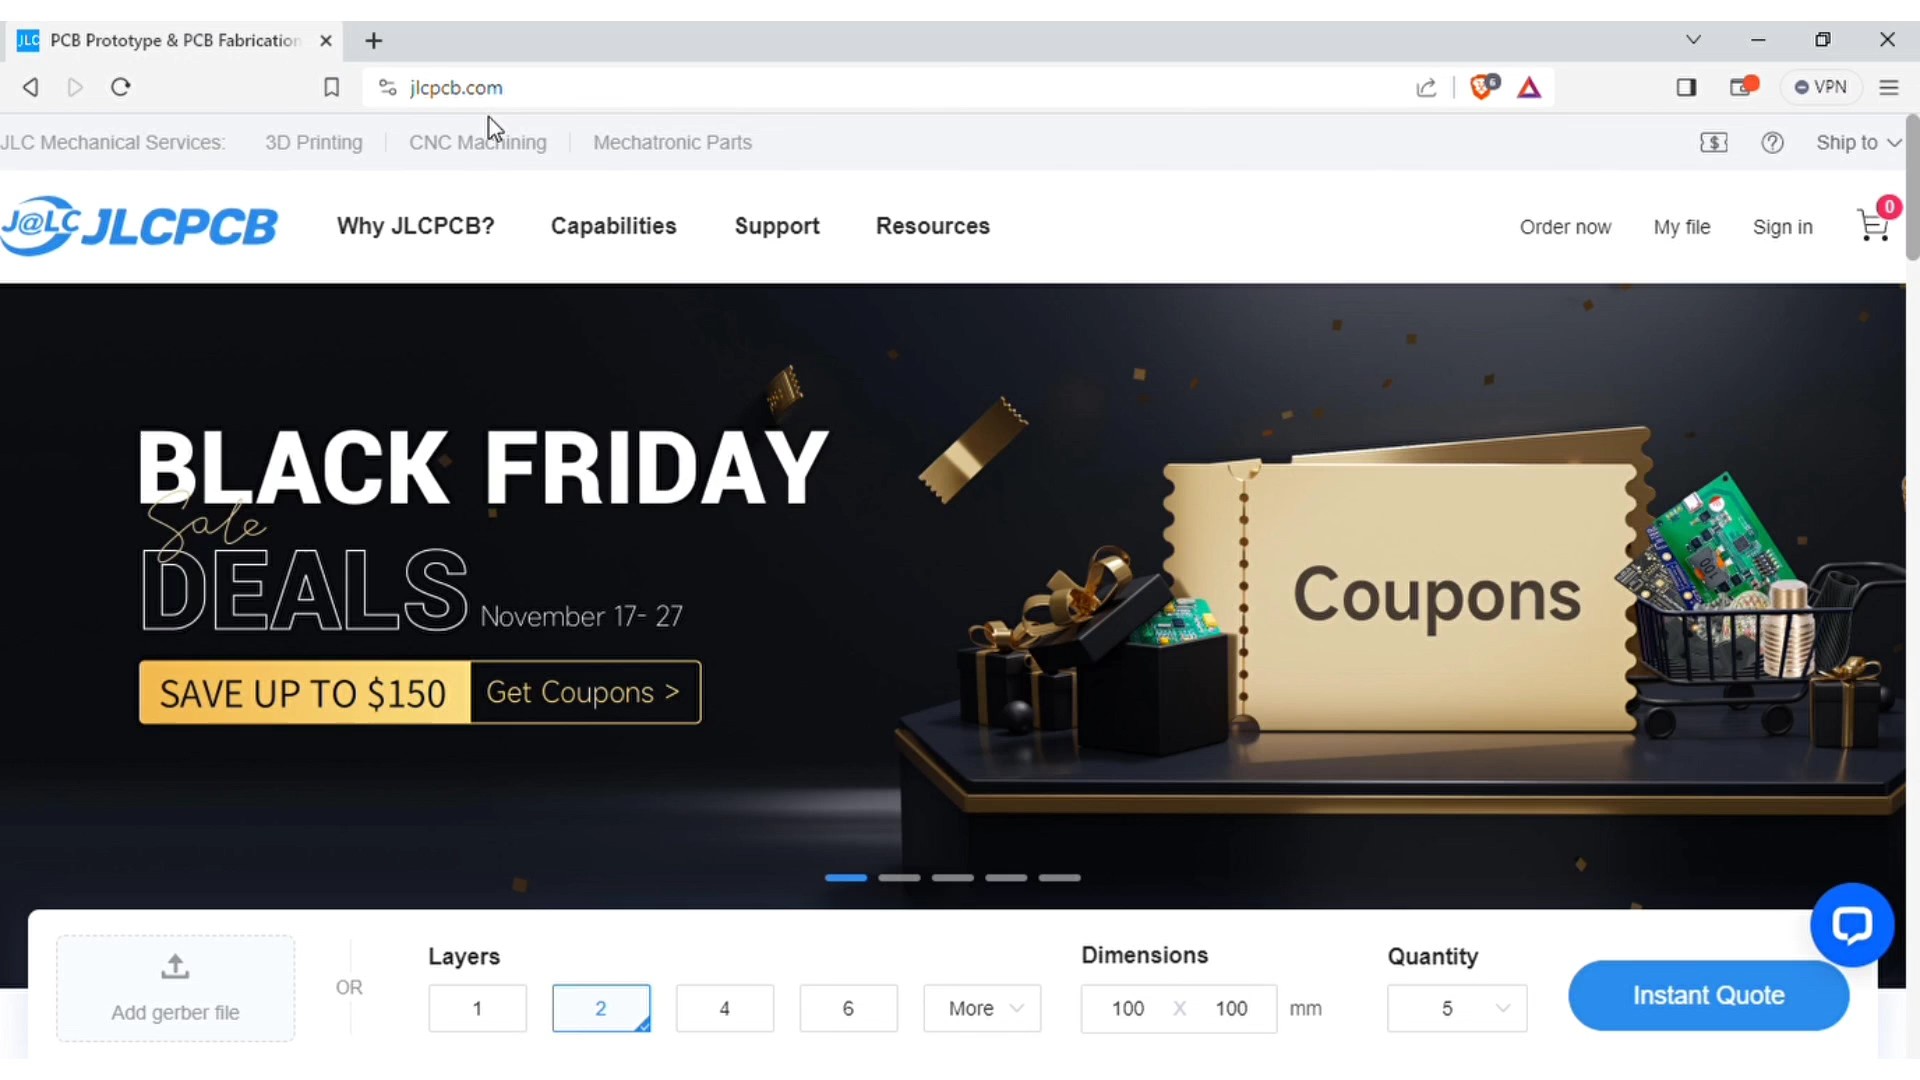 JLC PCB Prototype & PCB Fabrication
jlcpcb.com
6
VPN
JLC Mechanical Services: 3D Printing CNC Machining Mechatronic Parts
$ ? Ship to
J@LC JLCPCB
Why JLCPCB? Capabilities Support Resources
Order now My file Sign in 0
BLACK FRIDAY
Sale
DEALS November 17- 27
SAVE UP TO $150 Get Coupons >
Coupons
Add gerber file
OR
Layers
1 2 4 6 More
Dimensions
100 X 100 mm
Quantity
5
Instant Quote